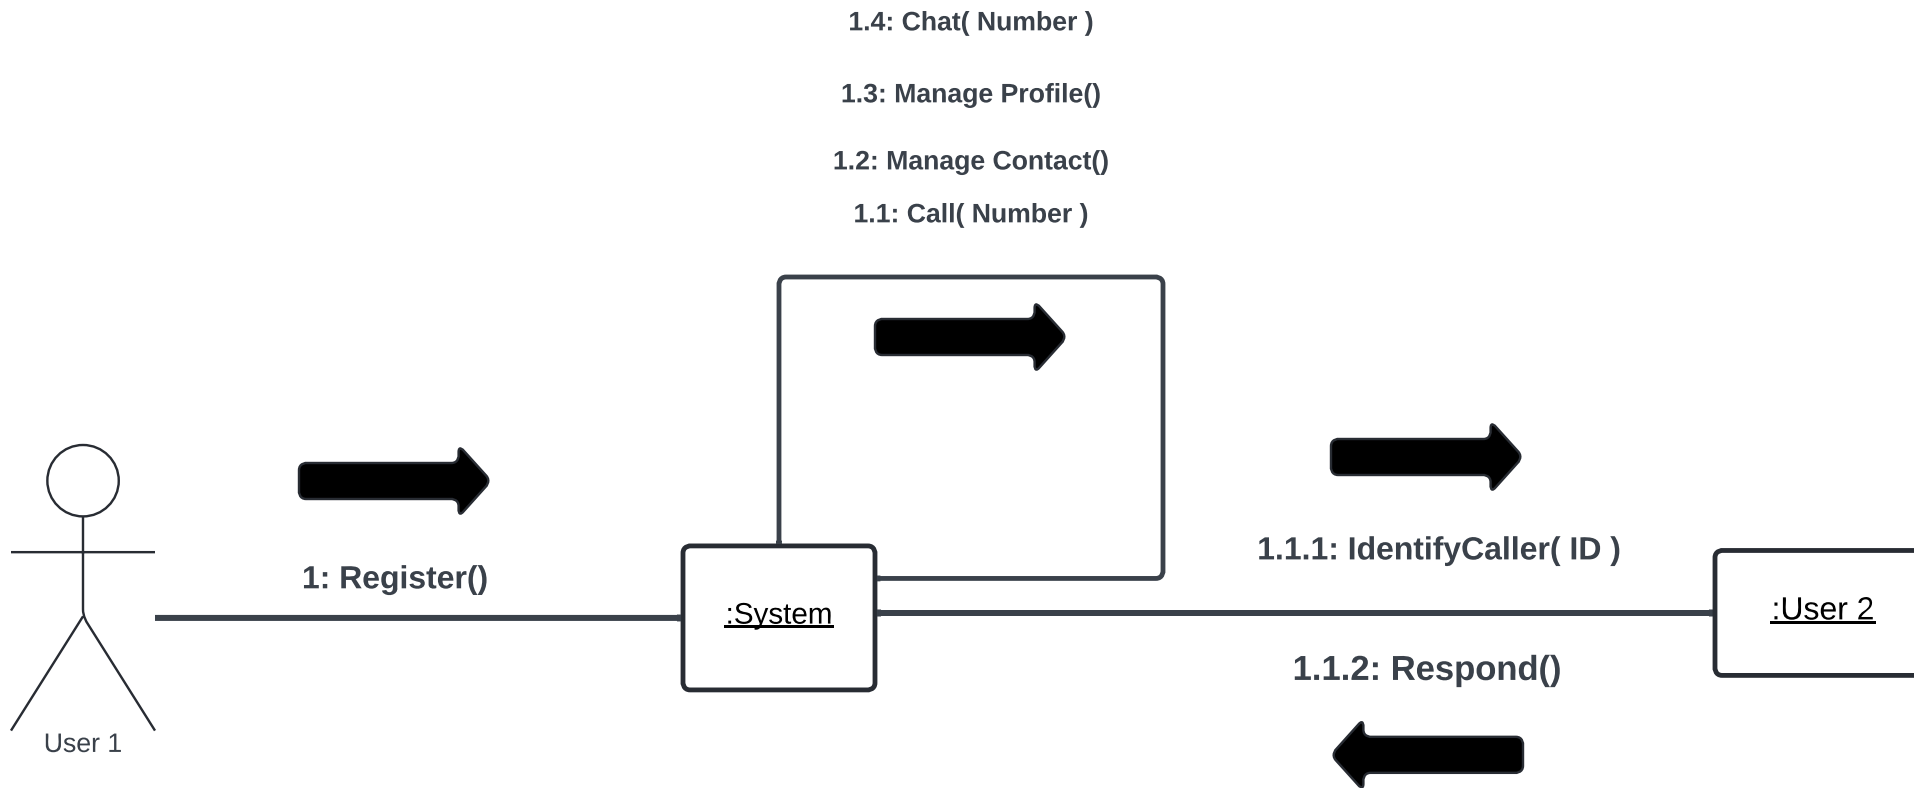 1.4: Chat( Number )
1.3: Manage Profile()
1.2: Manage Contact()
1.1: Call( Number )
1: Register()
:System
1.1.1: IdentifyCaller( ID )
:User 2
1.1.2: Respond()
User 1